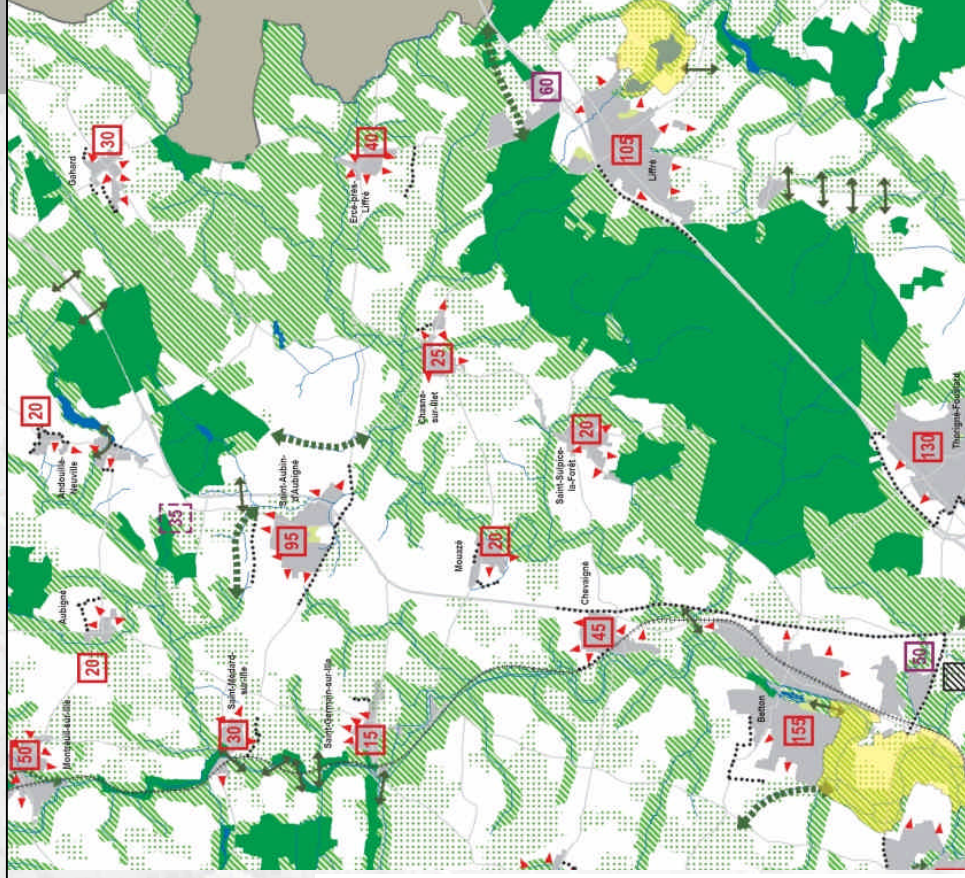 50
Montreuil-sur-Ille
20
Aubigné
20
Andouillé-
Neuville
30
Gahard
35
30
Saint-Médard-
sur-Ille
95
Saint-Aubin-
d'Aubigné
15
Saint-Germain-sur-Ille
40
Ercé-près-
Liffré
25
Chasné-
sur-Illet
20
Mouazé
60
20
Saint-Sulpice-
la-Forêt
45
Chevaigné
105
Liffré
155
Betton
50
130
Thorigné-Fouillard